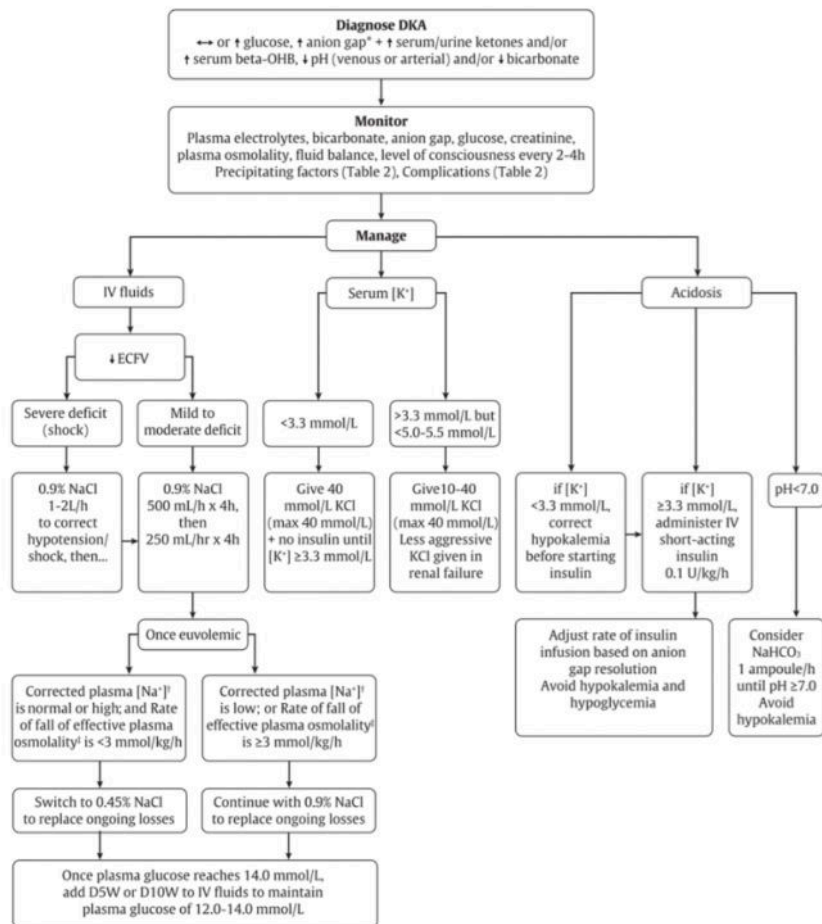 Diagnose DKA
↔ or ↑ glucose, ↑ anion gap* + ↑ serum/urine ketones and/or
↑ serum beta-OHB, ↓ pH (venous or arterial) and/or ↓ bicarbonate
Monitor
Plasma electrolytes, bicarbonate, anion gap, glucose, creatinine,
plasma osmolality, fluid balance, level of consciousness every 2-4h
Precipitating factors (Table 2), Complications (Table 2)
Manage
IV fluids
↓ ECFV
Severe deficit
(shock)
Mild to
moderate deficit
0.9% NaCl
1-2L/h
to correct
hypotension/
shock, then...
0.9% NaCl
500 mL/h x 4h,
then
250 mL/hr x 4h
Once euvolemic
Corrected plasma [Na⁺]†
is normal or high; and Rate
of fall of effective plasma
osmolality‡ is <3 mmol/kg/h
Corrected plasma [Na⁺]†
is low; or Rate of fall of
effective plasma osmolality‡
is ≥3 mmol/kg/h
Switch to 0.45% NaCl
to replace ongoing losses
Continue with 0.9% NaCl
to replace ongoing losses
Once plasma glucose reaches 14.0 mmol/L,
add D5W or D10W to IV fluids to maintain
plasma glucose of 12.0-14.0 mmol/L
Serum [K⁺]
<3.3 mmol/L
>3.3 mmol/L but
<5.0-5.5 mmol/L
Give 40
mmol/L KCl
(max 40 mmol/L)
+ no insulin until
[K⁺] ≥3.3 mmol/L
Give10-40
mmol/L KCl
(max 40 mmol/L)
Less aggressive
KCl given in
renal failure
Acidosis
if [K⁺]
<3.3 mmol/L,
correct
hypokalemia
before starting
insulin
if [K⁺]
≥3.3 mmol/L,
administer IV
short-acting
insulin
0.1 U/kg/h
pH<7.0
Adjust rate of insulin
infusion based on anion
gap resolution
Avoid hypokalemia and
hypoglycemia
Consider
NaHCO₃
1 ampoule/h
until pH ≥7.0
Avoid
hypokalemia